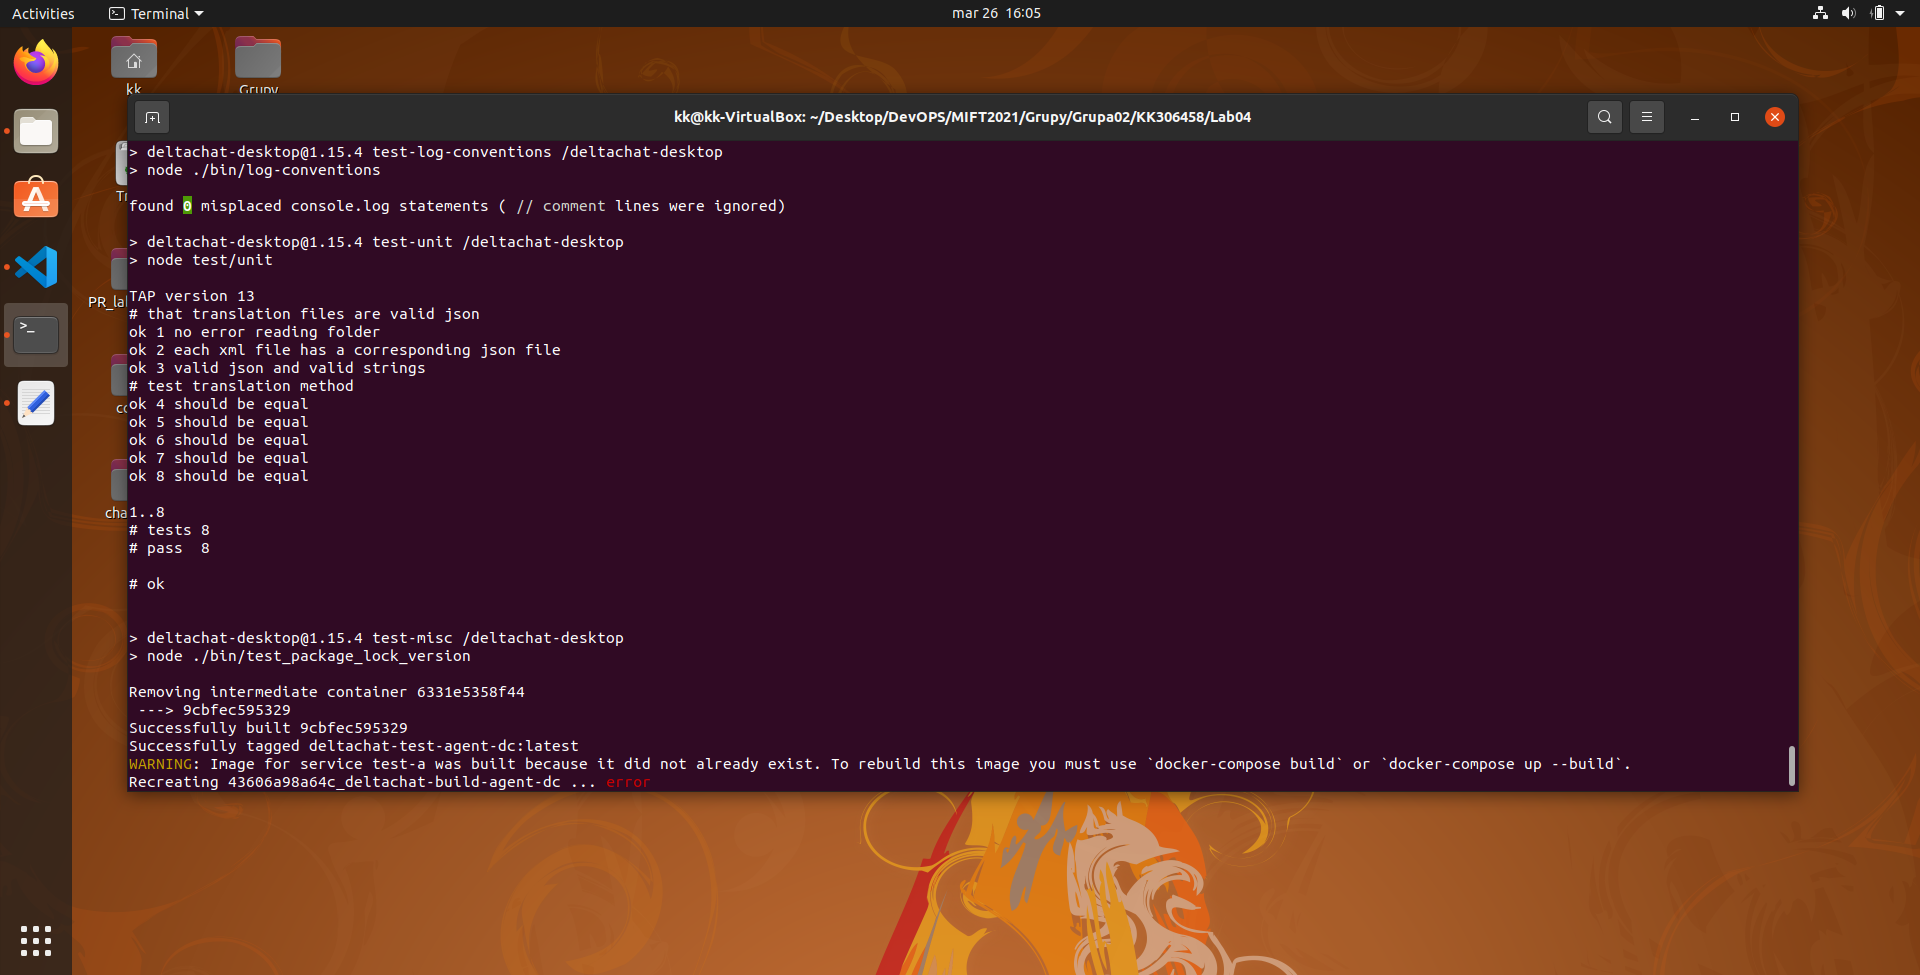 Activities
Terminal
mar 26 16:05
kk
Grupy
kk@kk-VirtualBox: ~/Desktop/DevOPS/MIFT2021/Grupy/Grupa02/KK306458/Lab04
> deltachat-desktop@1.15.4 test-log-conventions /deltachat-desktop
> node ./bin/log-conventions
found 0 misplaced console.log statements ( // comment lines were ignored)
> deltachat-desktop@1.15.4 test-unit /deltachat-desktop
> node test/unit
TAP version 13
# that translation files are valid json
ok 1 no error reading folder
ok 2 each xml file has a corresponding json file
ok 3 valid json and valid strings
# test translation method
ok 4 should be equal
ok 5 should be equal
ok 6 should be equal
ok 7 should be equal
ok 8 should be equal
1..8
# tests 8
# pass  8
# ok
> deltachat-desktop@1.15.4 test-misc /deltachat-desktop
> node ./bin/test_package_lock_version
Removing intermediate container 6331e5358f44
 ---> 9cbfec595329
Successfully built 9cbfec595329
Successfully tagged deltachat-test-agent-dc:latest
WARNING: Image for service test-a was built because it did not already exist. To rebuild this image you must use `docker-compose build` or `docker-compose up --build`.
Recreating 43606a98a64c_deltachat-build-agent-dc ... error
PR_la
cha